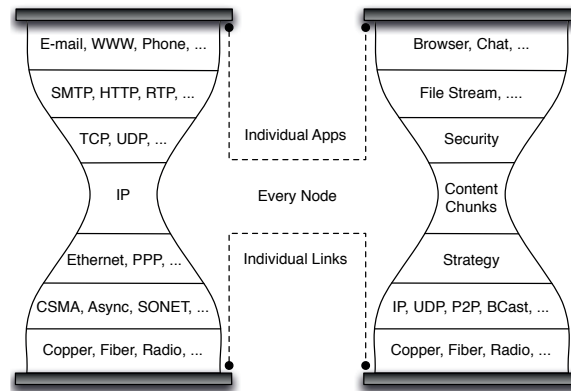 E-mail, WWW, Phone, ...
SMTP, HTTP, RTP, ...
TCP, UDP, ...
IP
Ethernet, PPP, ...
CSMA, Async, SONET, ...
Copper, Fiber, Radio, ...
Individual Apps
Every Node
Individual Links
Browser, Chat, ...
File Stream, ....
Security
Content
Chunks
Strategy
IP, UDP, P2P, BCast, ...
Copper, Fiber, Radio, ...